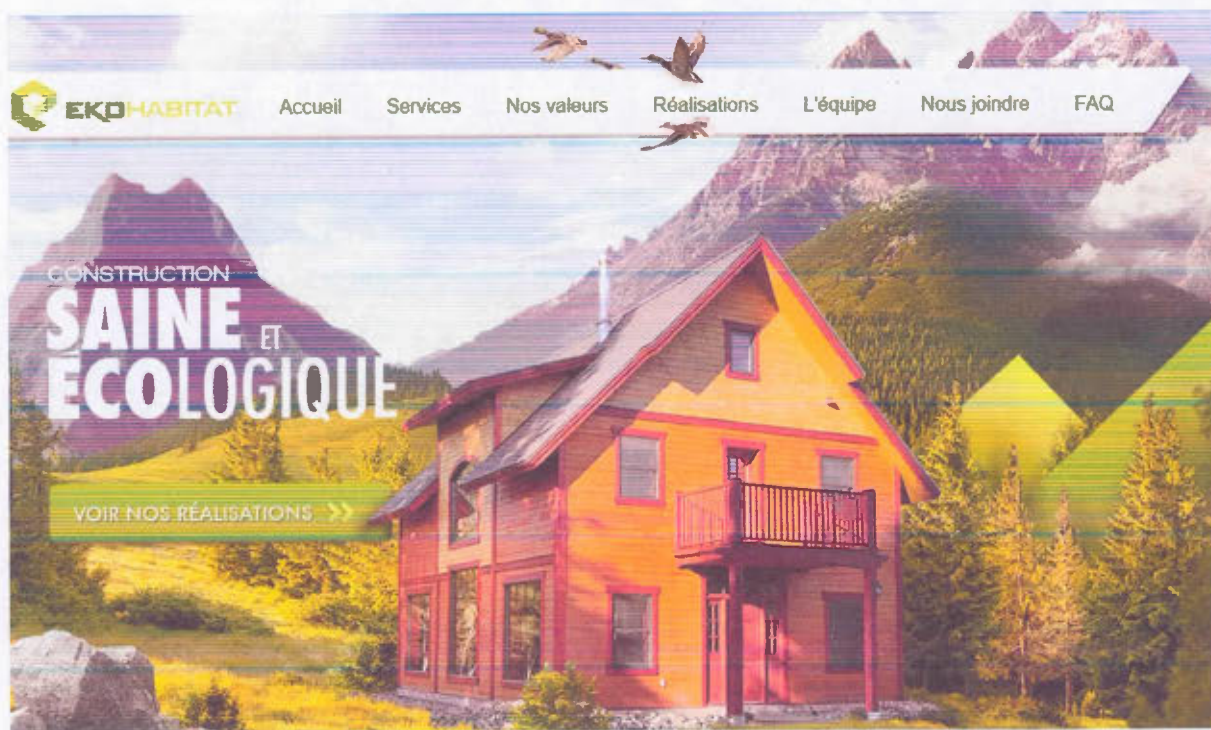 EKOHABITAT Accueil Services Nos valeurs Réalisations L'équipe Nous joindre FAQ
CONSTRUCTION
SAINE ET
ÉCOLOGIQUE
VOIR NOS RÉALISATIONS »